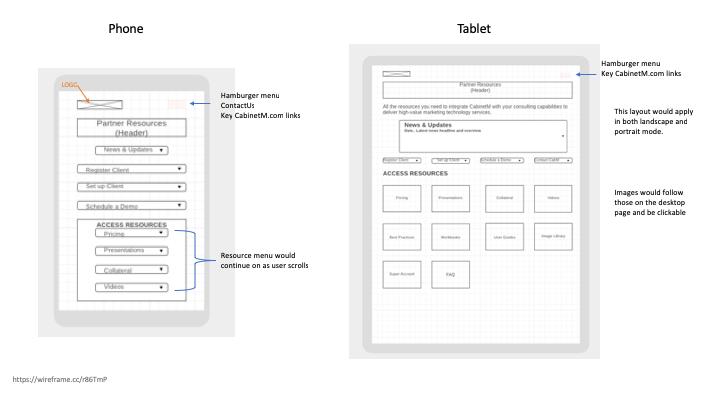 Phone
LOGO
Hamburger menu
ContactUs
Key CabinetM.com links
Partner Resources
(Header)
News & Updates
Register Client
Set up Client
Schedule a Demo
ACCESS RESOURCES
Pricing
Presentations
Collateral
Videos
Resource menu would
continue on as user scrolls
https://wireframe.cc/r86TmP
Tablet
Hamburger menu
Key CabinetM.com links
Partner Resources
(Header)
All the resources you need to integrate CabinetM with your consulting capabilities to
deliver high-value marketing technology services.
News & Updates
Date, Latest news headline and overview
Register Client
Set up Client
Schedule a Demo
Contact CabM
ACCESS RESOURCES
Pricing
Presentations
Collateral
Videos
Best Practices
Workbooks
User Guides
Image Library
Super Account
FAQ
This layout would apply
in both landscape and
portrait mode.
Images would follow
those on the desktop
page and be clickable